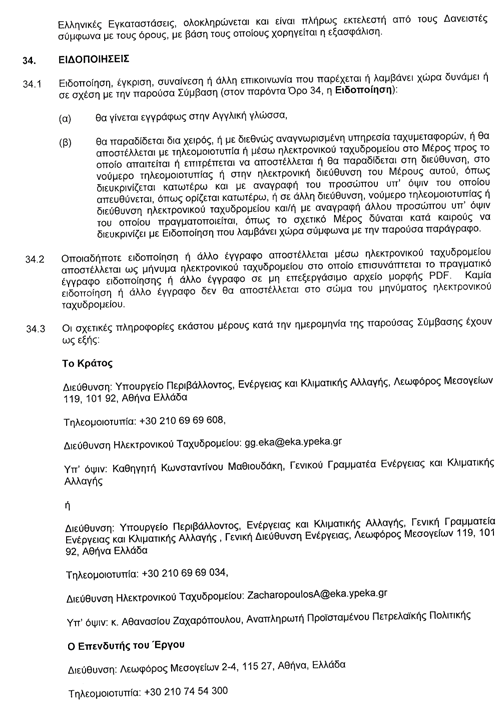 Ελληνικές Εγκαταστάσεις, ολοκληρώνεται και είναι πλήρως εκτελεστή από τους Δανειστές
σύμφωνα με τους όρους, με βάση τους οποίους χορηγείται η εξασφάλιση.
34. ΕΙΔΟΠΟΙΗΣΕΙΣ
34.1 Ειδοποίηση, έγκριση, συναίνεση ή άλλη επικοινωνία που παρέχεται ή λαμβάνει χώρα δυνάμει ή
σε σχέση με την παρούσα Σύμβαση (στον παρόντα Όρο 34, η Ειδοποίηση):
(α) θα γίνεται εγγράφως στην Αγγλική γλώσσα,
(β) θα παραδίδεται δια χειρός, ή με διεθνώς αναγνωρισμένη υπηρεσία ταχυμεταφορών, ή θα
αποστέλλεται με τηλεομοιοτυπία ή μέσω ηλεκτρονικού ταχυδρομείου στο Μέρος προς το
οποίο απαιτείται ή επιτρέπεται να αποστέλλεται ή θα παραδίδεται στη διεύθυνση, στο
νούμερο τηλεομοιοτυπίας ή στην ηλεκτρονική διεύθυνση του Μέρους αυτού, όπως
διευκρινίζεται κατωτέρω και με αναγραφή του προσώπου υπ' όψιν του οποίου
απευθύνεται, όπως ορίζεται κατωτέρω, ή σε άλλη διεύθυνση, νούμερο τηλεομοιοτυπίας ή
διεύθυνση ηλεκτρονικού ταχυδρομείου και/ή με αναγραφή άλλου προσώπου υπ' όψιν
του οποίου πραγματοποιείται, όπως το σχετικό Μέρος δύναται κατά καιρούς να
διευκρινίζει με Ειδοποίηση που λαμβάνει χώρα σύμφωνα με την παρούσα παράγραφο.
34.2 Οποιαδήποτε ειδοποίηση ή άλλο έγγραφο αποστέλλεται μέσω ηλεκτρονικού ταχυδρομείου
αποστέλλεται ως μήνυμα ηλεκτρονικού ταχυδρομείου στο οποίο επισυνάπτεται το πραγματικό
έγγραφο ειδοποίησης ή άλλο έγγραφο σε μη επεξεργάσιμο αρχείο μορφής PDF. Καμία
ειδοποίηση ή άλλο έγγραφο δεν θα αποστέλλεται στο σώμα του μηνύματος ηλεκτρονικού
ταχυδρομείου.
34.3 Οι σχετικές πληροφορίες εκάστου μέρους κατά την ημερομηνία της παρούσας Σύμβασης έχουν
ως εξής:
Το Κράτος
Διεύθυνση: Υπουργείο Περιβάλλοντος, Ενέργειας και Κλιματικής Αλλαγής, Λεωφόρος Μεσογείων
119, 101 92, Αθήνα Ελλάδα
Τηλεομοιοτυπία: +30 210 69 69 608,
Διεύθυνση Ηλεκτρονικού Ταχυδρομείου: gg.eka@eka.ypeka.gr
Υπ' όψιν: Καθηγητή Κωνσταντίνου Μαθιουδάκη, Γενικού Γραμματέα Ενέργειας και Κλιματικής
Αλλαγής
ή
Διεύθυνση: Υπουργείο Περιβάλλοντος, Ενέργειας και Κλιματικής Αλλαγής, Γενική Γραμματεία
Ενέργειας και Κλιματικής Αλλαγής , Γενική Διεύθυνση Ενέργειας, Λεωφόρος Μεσογείων 119, 101
92, Αθήνα Ελλάδα
Τηλεομοιοτυπία: +30 210 69 69 034,
Διεύθυνση Ηλεκτρονικού Ταχυδρομείου: ZacharopoulosA@eka.ypeka.gr
Υπ' όψιν: κ. Αθανασίου Ζαχαρόπουλου, Αναπληρωτή Προϊσταμένου Πετρελαϊκής Πολιτικής
Ο Επενδυτής του Έργου
Διεύθυνση: Λεωφόρος Μεσογείων 2-4, 115 27, Αθήνα, Ελλάδα
Τηλεομοιοτυπία: +30 210 74 54 300